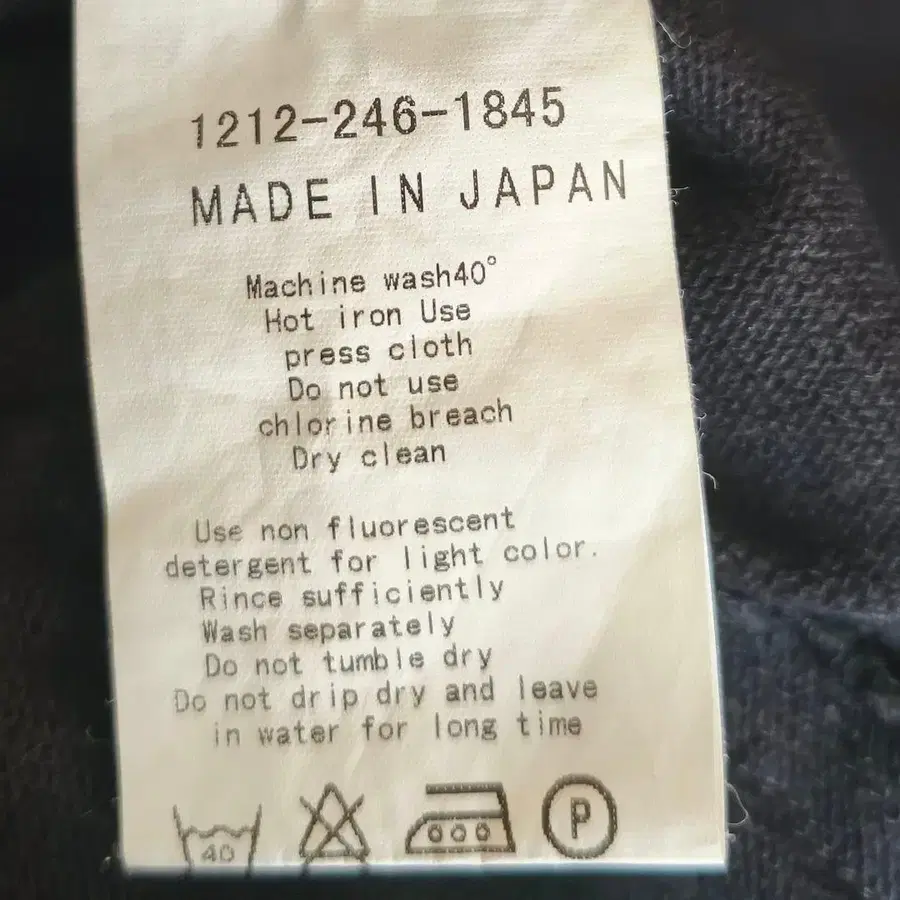 1212-246-1845
MADE IN JAPAN
Machine wash40°
Hot iron Use
press cloth
Do not use
chlorine breach
Dry clean
Use non fluorescent
detergent for light color.
Rince sufficiently
Wash separately
Do not tumble dry
Do not drip dry and leave
in water for long time
40
P